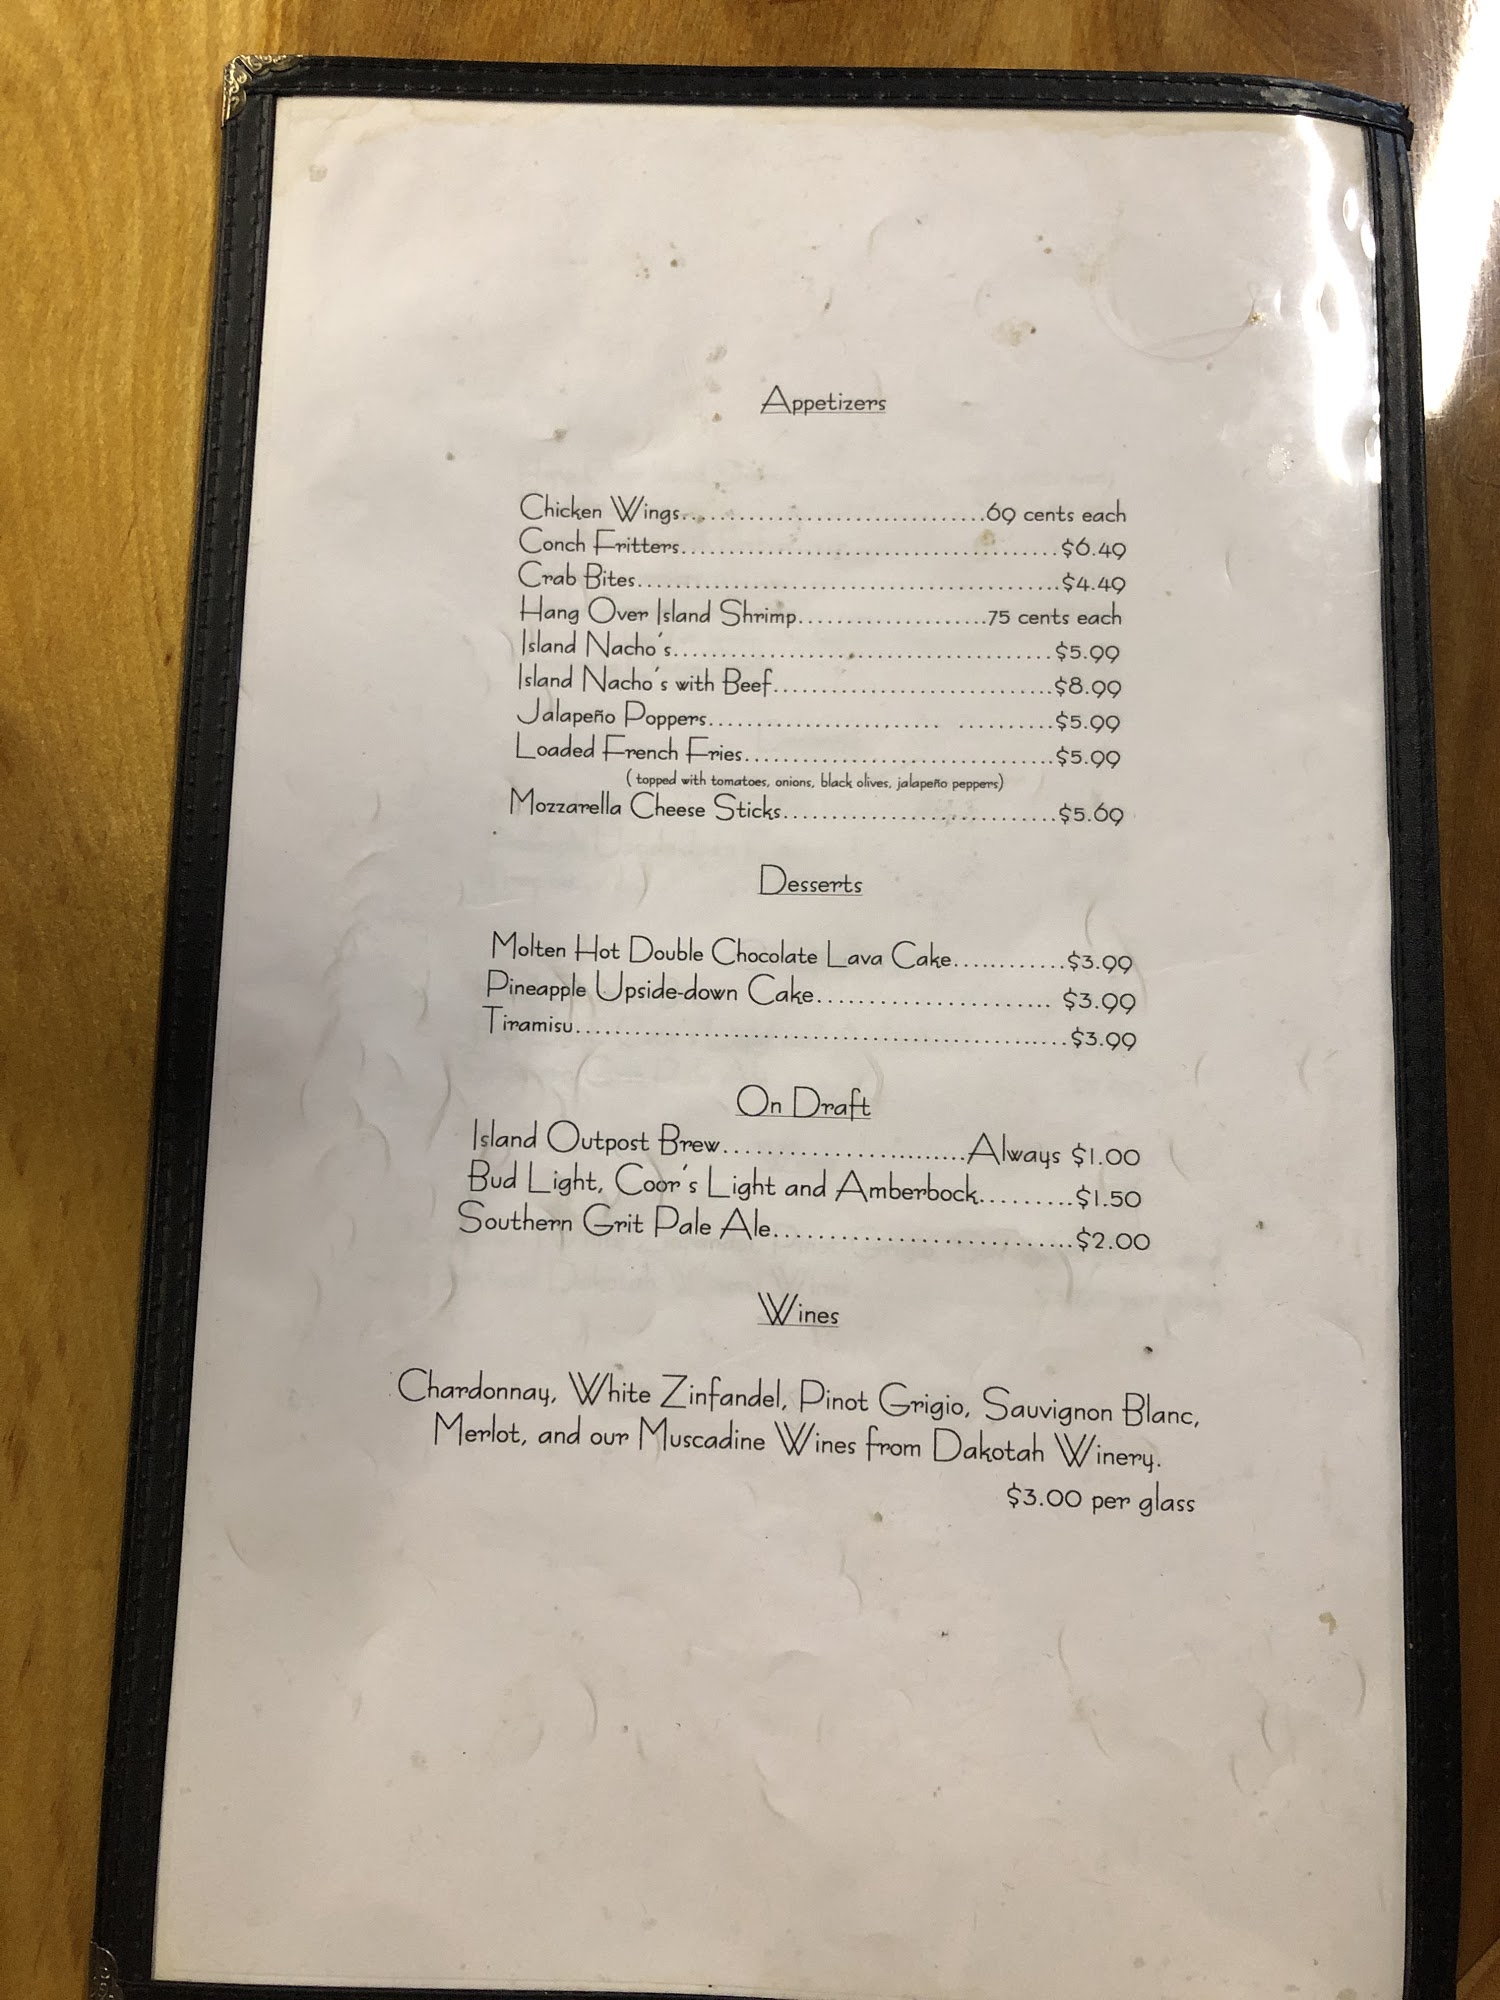 Appetizers
Chicken Wings..................................69 cents each
Conch Fritters..........................................$6.49
Crab Bites...............................................$4.49
Hang Over Island Shrimp.....................75 cents each
Island Nacho's..........................................$5.99
Island Nacho's with Beef...............................$8.99
Jalapeño Poppers.......................... ..........$5.99
Loaded French Fries..................................$5.99
( topped with tomatoes, onions, black olives, jalapeño peppers)
Mozzarella Cheese Sticks..............................$5.69
Desserts
Molten Hot Double Chocolate Lava Cake............$3.99
Pineapple Upside-down Cake........................ $3.99
Tiramisu..................................................$3.99
On Draft
Island Outpost Brew..........................Always $1.00
Bud Light, Coor's Light and Amberbock.........$1.50
Southern Grit Pale Ale..............................$2.00
Wines
Chardonnay, White Zinfandel, Pinot Grigio, Sauvignon Blanc,
Merlot, and our Muscadine Wines from Dakotah Winery.
$3.00 per glass